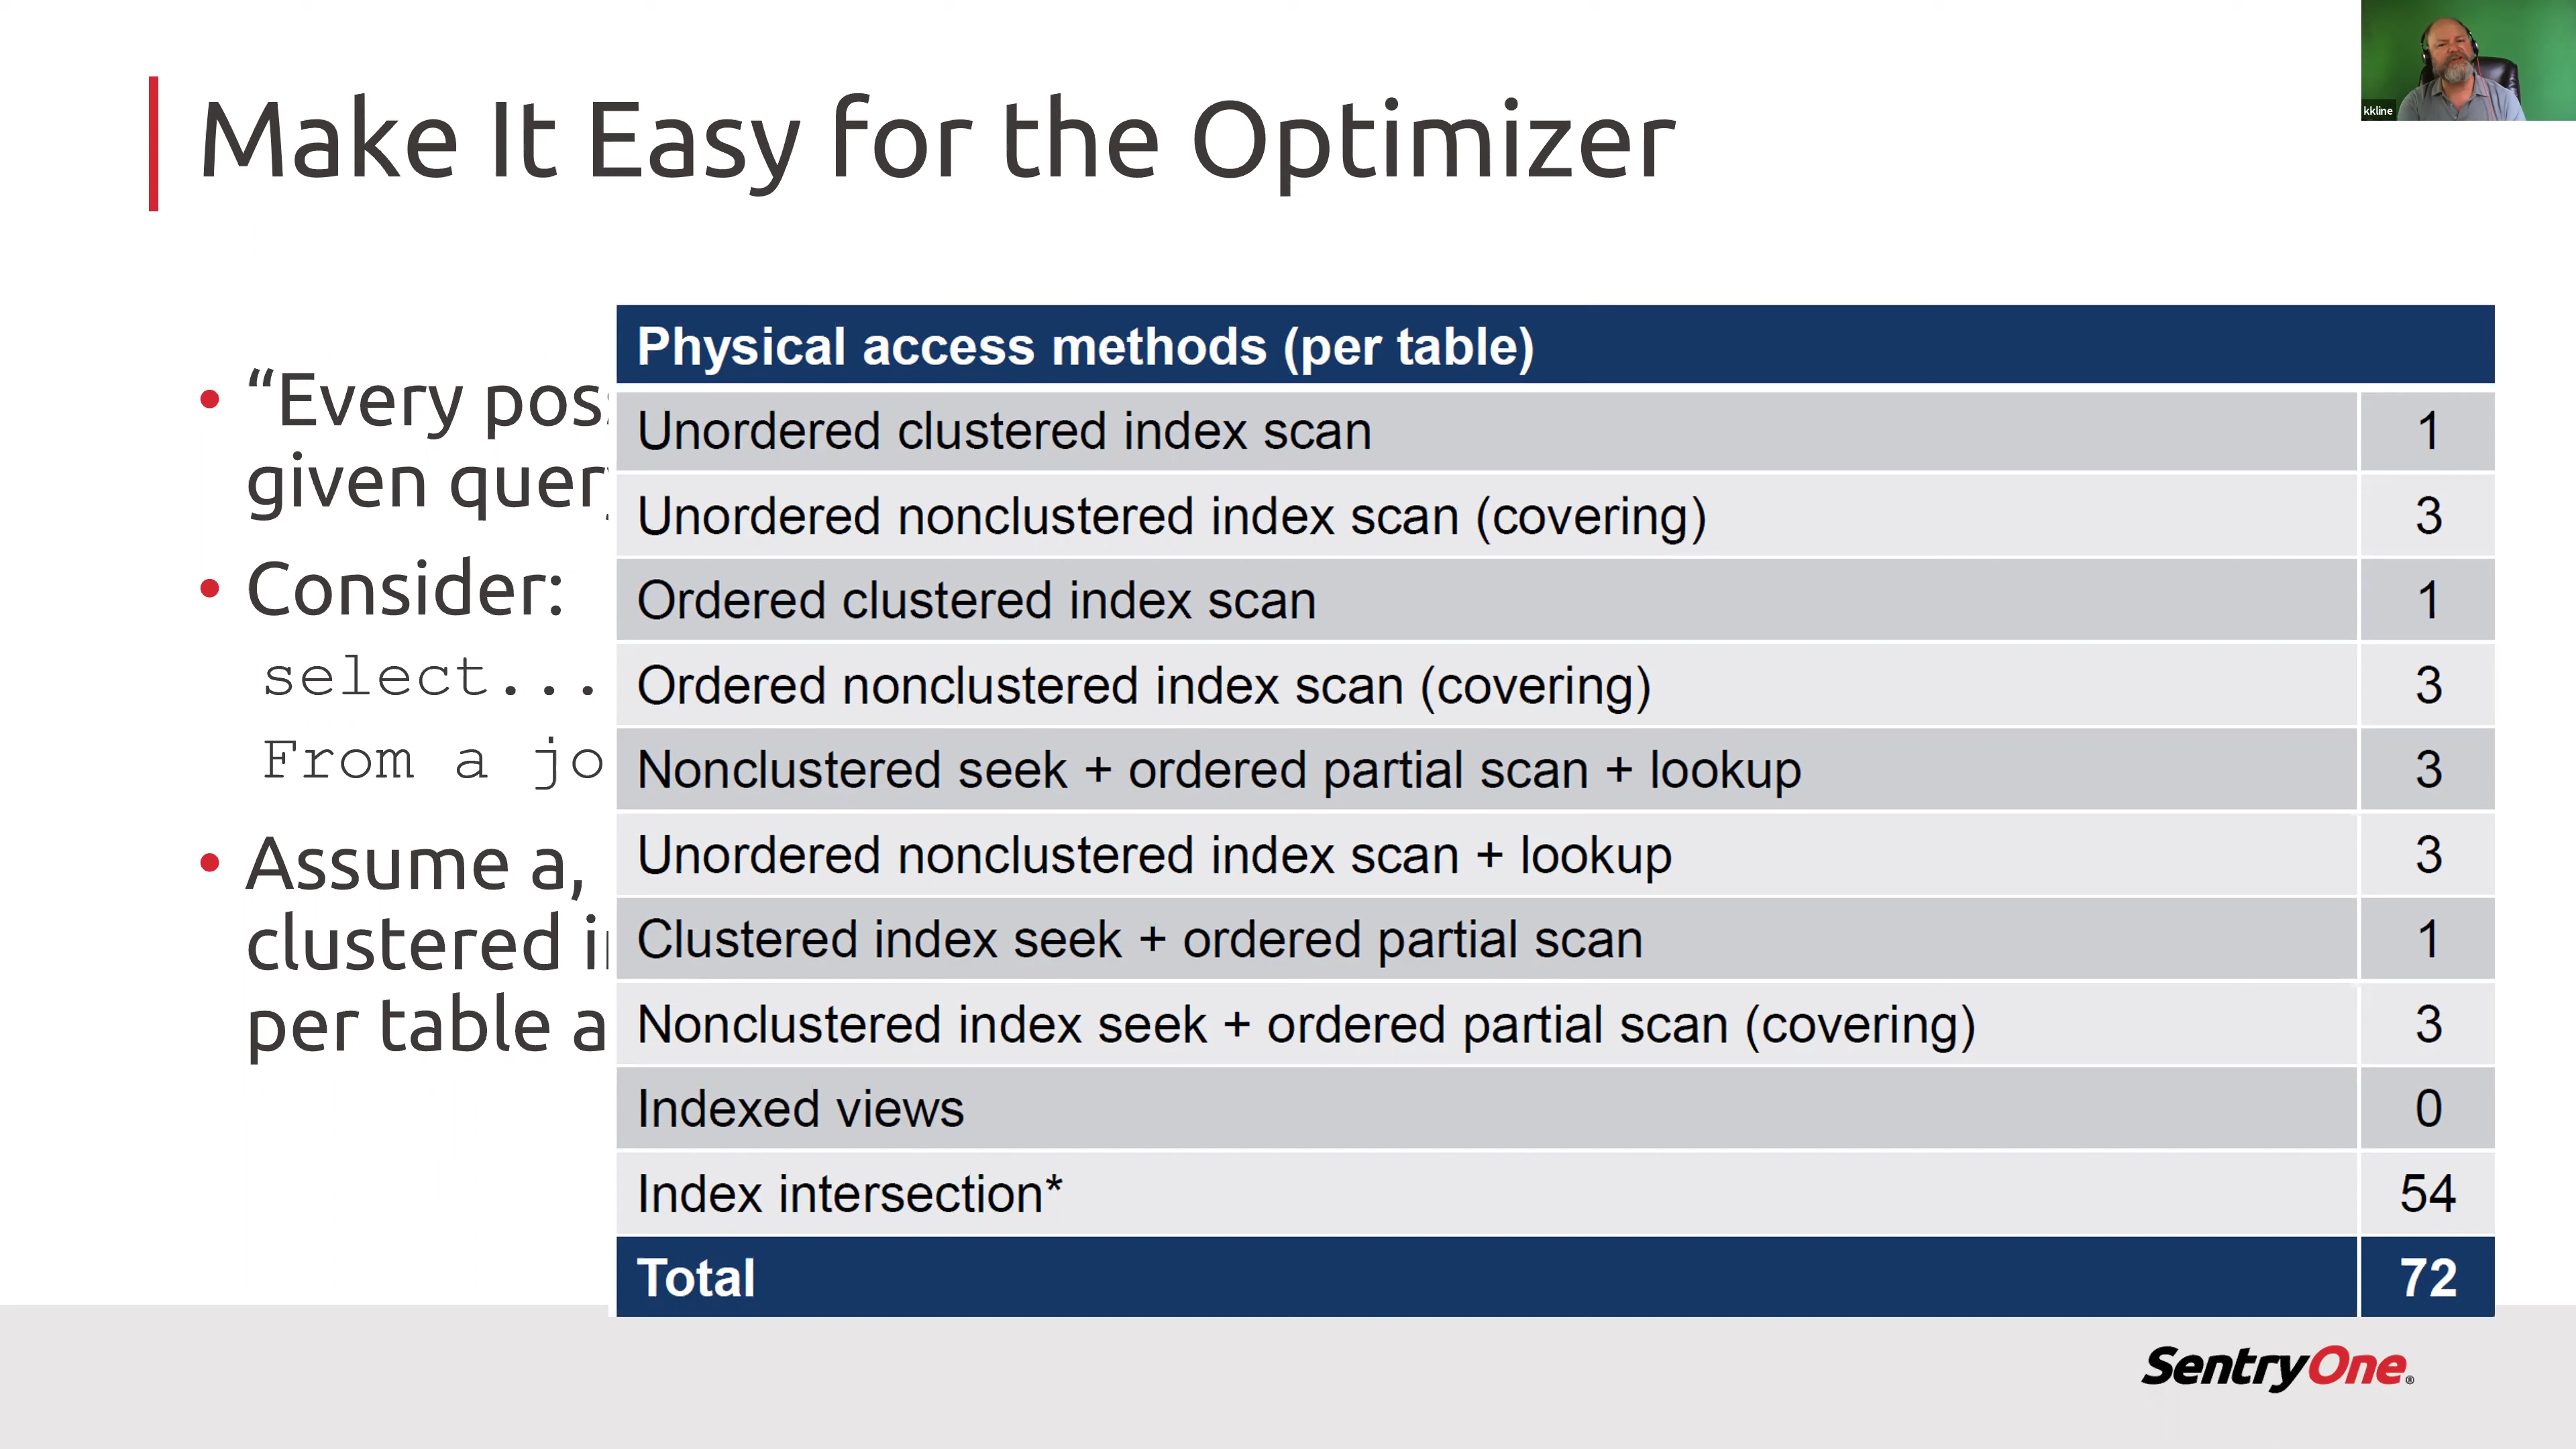 Make It Easy for the Optimizer
kkline
• “Every
given
• Consider:
select...
From a
• Assume a,
clustered
per table
Physical access methods (per table)
Unordered clustered index scan 1
Unordered nonclustered index scan (covering) 3
Ordered clustered index scan 1
Ordered nonclustered index scan (covering) 3
Nonclustered seek + ordered partial scan + lookup 3
Unordered nonclustered index scan + lookup 3
Clustered index seek + ordered partial scan 1
Nonclustered index seek + ordered partial scan (covering) 3
Indexed views 0
Index intersection* 54
Total 72
SentryOne®